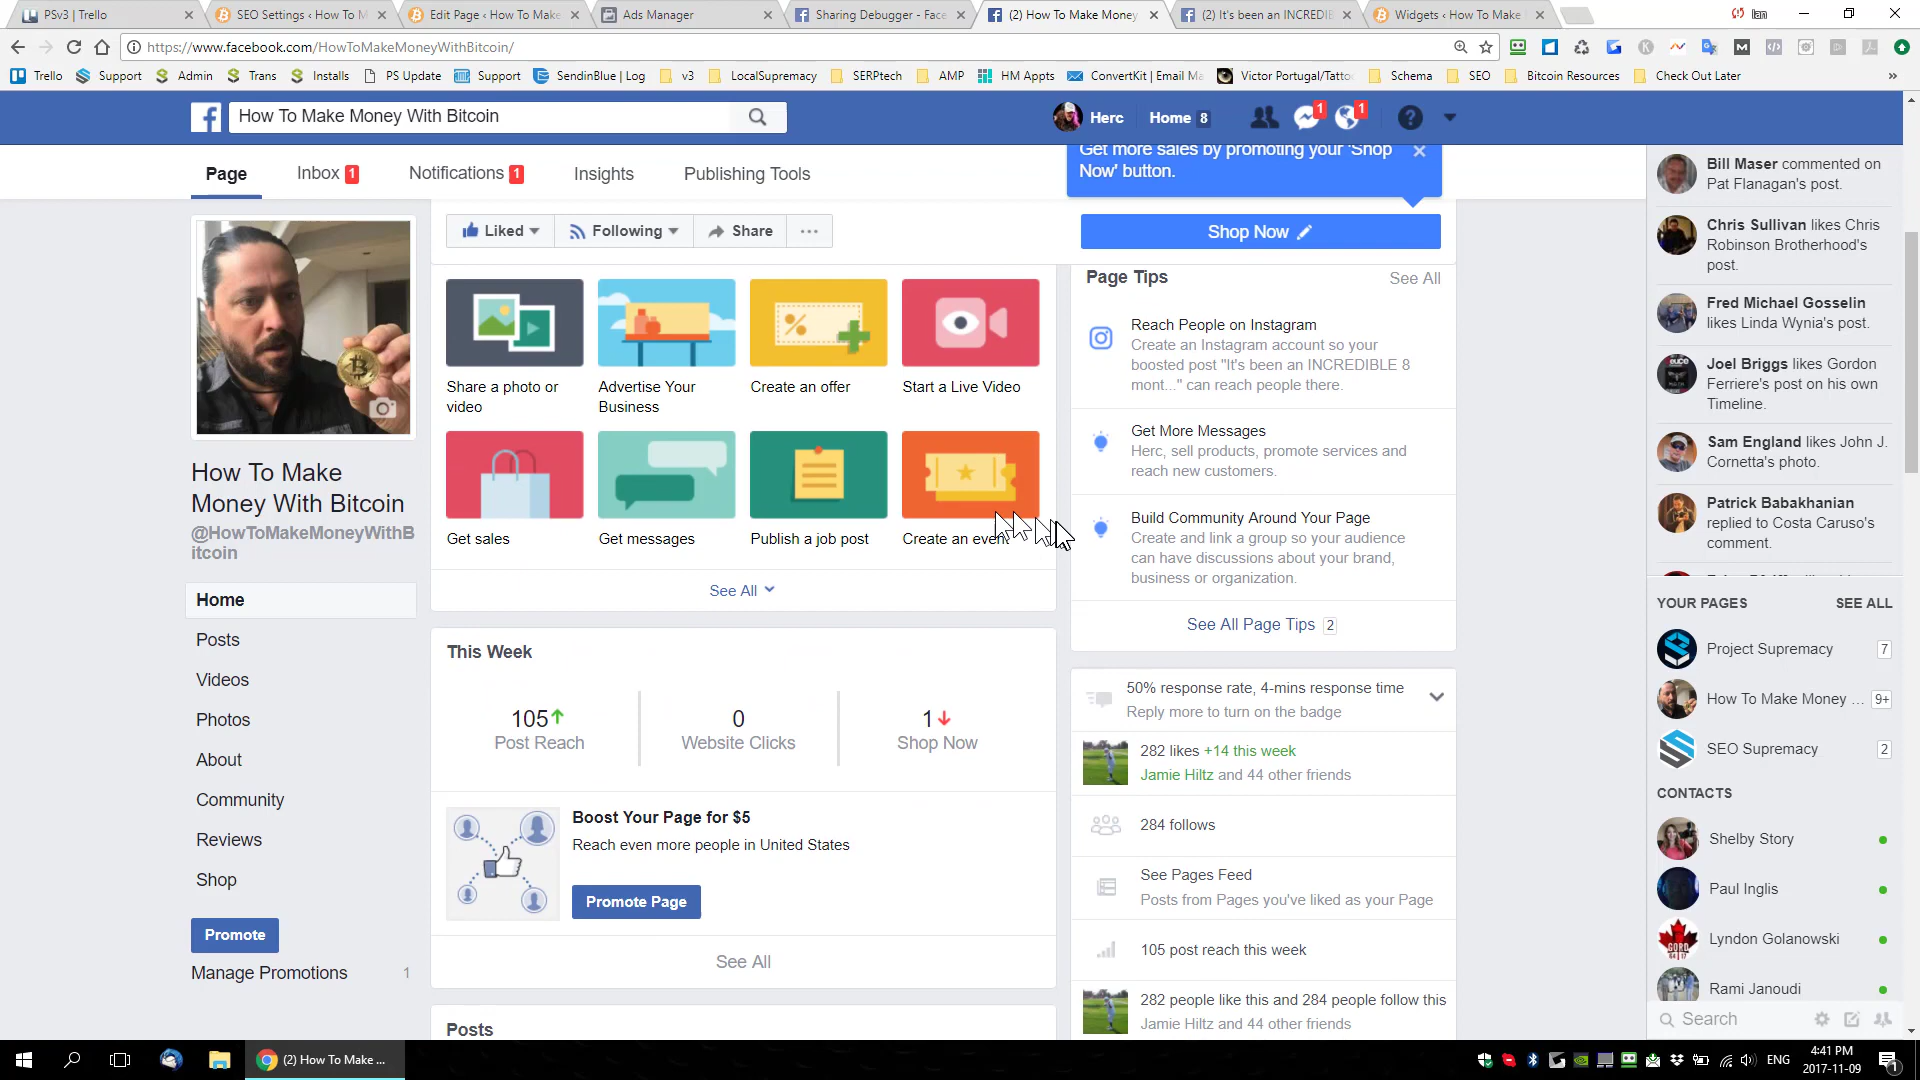 PSv3 | Trello
SEO Settings ‹ How To M
Edit Page ‹ How To Make
Ads Manager
Sharing Debugger - Face
(2) How To Make Money
(2) It's been an INCREDIB
Widgets ‹ How To Make
Ian
https://www.facebook.com/HowToMakeMoneyWithBitcoin/
Trello
Support
Admin
Trans
Installs
PS Update
Support
SendinBlue | Log
v3
LocalSupremacy
SERPtech
AMP
HM Appts
ConvertKit | Email Ma
Victor Portugal/Tatto
Schema
SEO
Bitcoin Resources
Check Out Later
»
How To Make Money With Bitcoin
Herc
Home 8
1
1
Page
Inbox 1
Notifications 1
Insights
Publishing Tools
Get more sales by promoting your 'Shop
Now' button.
Liked
Following
Share
Shop Now
How To Make
Money With Bitcoin
@HowToMakeMoneyWithB
itcoin
Home
Posts
Videos
Photos
About
Community
Reviews
Shop
Promote
Manage Promotions 1
Share a photo or
video
Advertise Your
Business
Create an offer
Start a Live Video
Get sales
Get messages
Publish a job post
Create an event
See All
This Week
105
Post Reach
0
Website Clicks
1
Shop Now
Boost Your Page for $5
Reach even more people in United States
Promote Page
See All
Posts
Page Tips
See All
Reach People on Instagram
Create an Instagram account so your
boosted post "It's been an INCREDIBLE 8
mont..." can reach people there.
Get More Messages
Herc, sell products, promote services and
reach new customers.
Build Community Around Your Page
Create and link a group so your audience
can have discussions about your brand,
business or organization.
See All Page Tips 2
50% response rate, 4-mins response time
Reply more to turn on the badge
282 likes +14 this week
Jamie Hiltz and 44 other friends
284 follows
See Pages Feed
Posts from Pages you've liked as your Page
105 post reach this week
282 people like this and 284 people follow this
Jamie Hiltz and 44 other friends
Bill Maser commented on
Pat Flanagan's post.
Chris Sullivan likes Chris
Robinson Brotherhood's
post.
Fred Michael Gosselin
likes Linda Wynia's post.
Joel Briggs likes Gordon
Ferriere's post on his own
Timeline.
Sam England likes John J.
Cornetta's photo.
Patrick Babakhanian
replied to Costa Caruso's
comment.
YOUR PAGES
SEE ALL
Project Supremacy 7
How To Make Money ... 9+
SEO Supremacy 2
CONTACTS
Shelby Story
Paul Inglis
Lyndon Golanowski
Rami Janoudi
Search
(2) How To Make ...
ENG
4:41 PM
2017-11-09
1